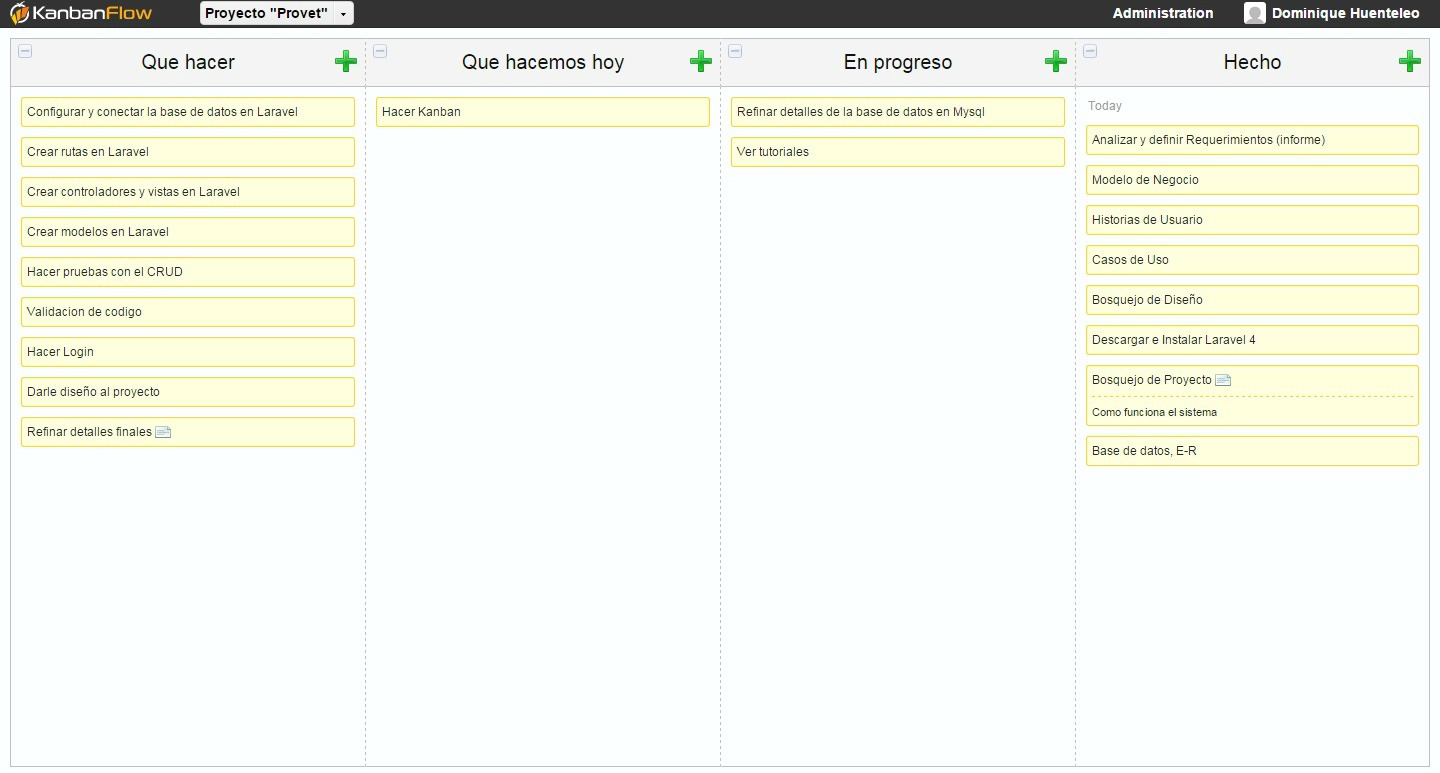 KanbanFlow
Proyecto "Provet"
Administration
Dominique Huenteleo
Que hacer
Configurar y conectar la base de datos en Laravel
Crear rutas en Laravel
Crear controladores y vistas en Laravel
Crear modelos en Laravel
Hacer pruebas con el CRUD
Validacion de codigo
Hacer Login
Darle diseño al proyecto
Refinar detalles finales
Que hacemos hoy
Hacer Kanban
En progreso
Refinar detalles de la base de datos en Mysql
Ver tutoriales
Hecho
Today
Analizar y definir Requerimientos (informe)
Modelo de Negocio
Historias de Usuario
Casos de Uso
Bosquejo de Diseño
Descargar e Instalar Laravel 4
Bosquejo de Proyecto
Como funciona el sistema
Base de datos, E-R